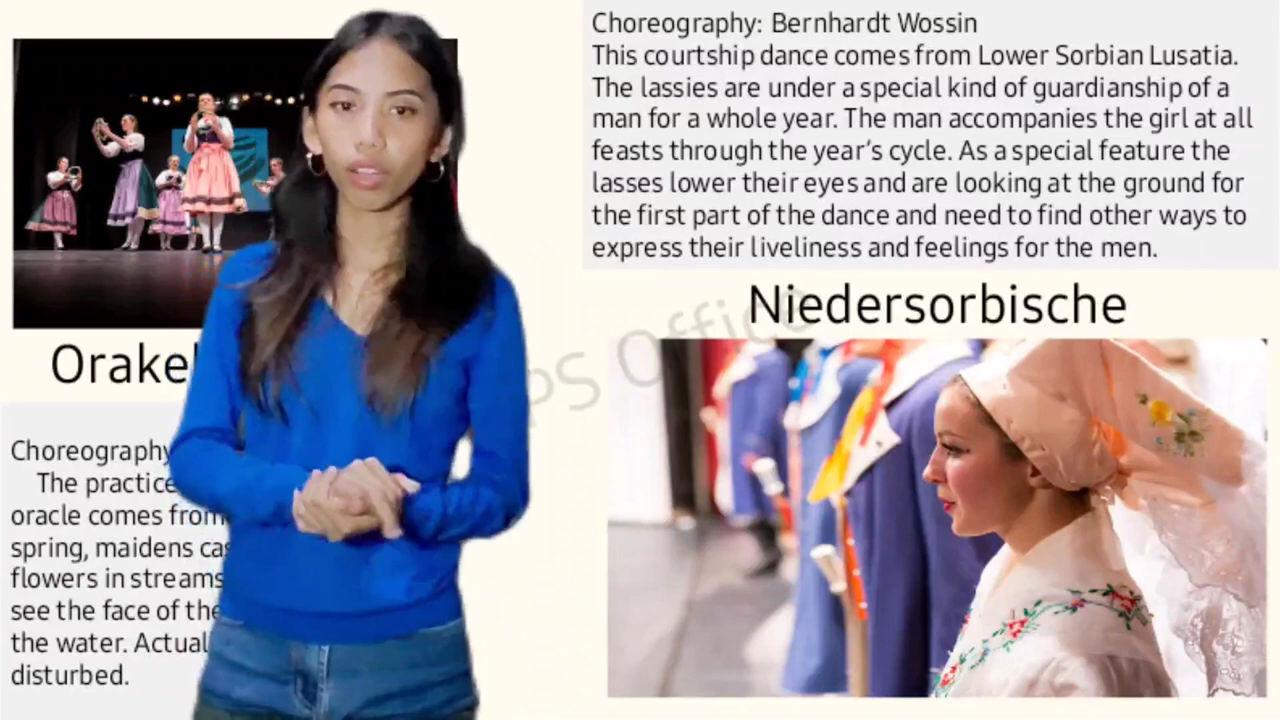 Choreography: Bernhardt Wossin
This courtship dance comes from Lower Sorbian Lusatia.
The lassies are under a special kind of guardianship of a
man for a whole year. The man accompanies the girl at all
feasts through the year's cycle. As a special feature the
lasses lower their eyes and are looking at the ground for
the first part of the dance and need to find other ways to
express their liveliness and feelings for the men.
Niedersorbische
PS Office
Orakel
Choreography
The practice
oracle comes from
spring, maidens
flowers in streams
see the face of the
the water.
disturbed.